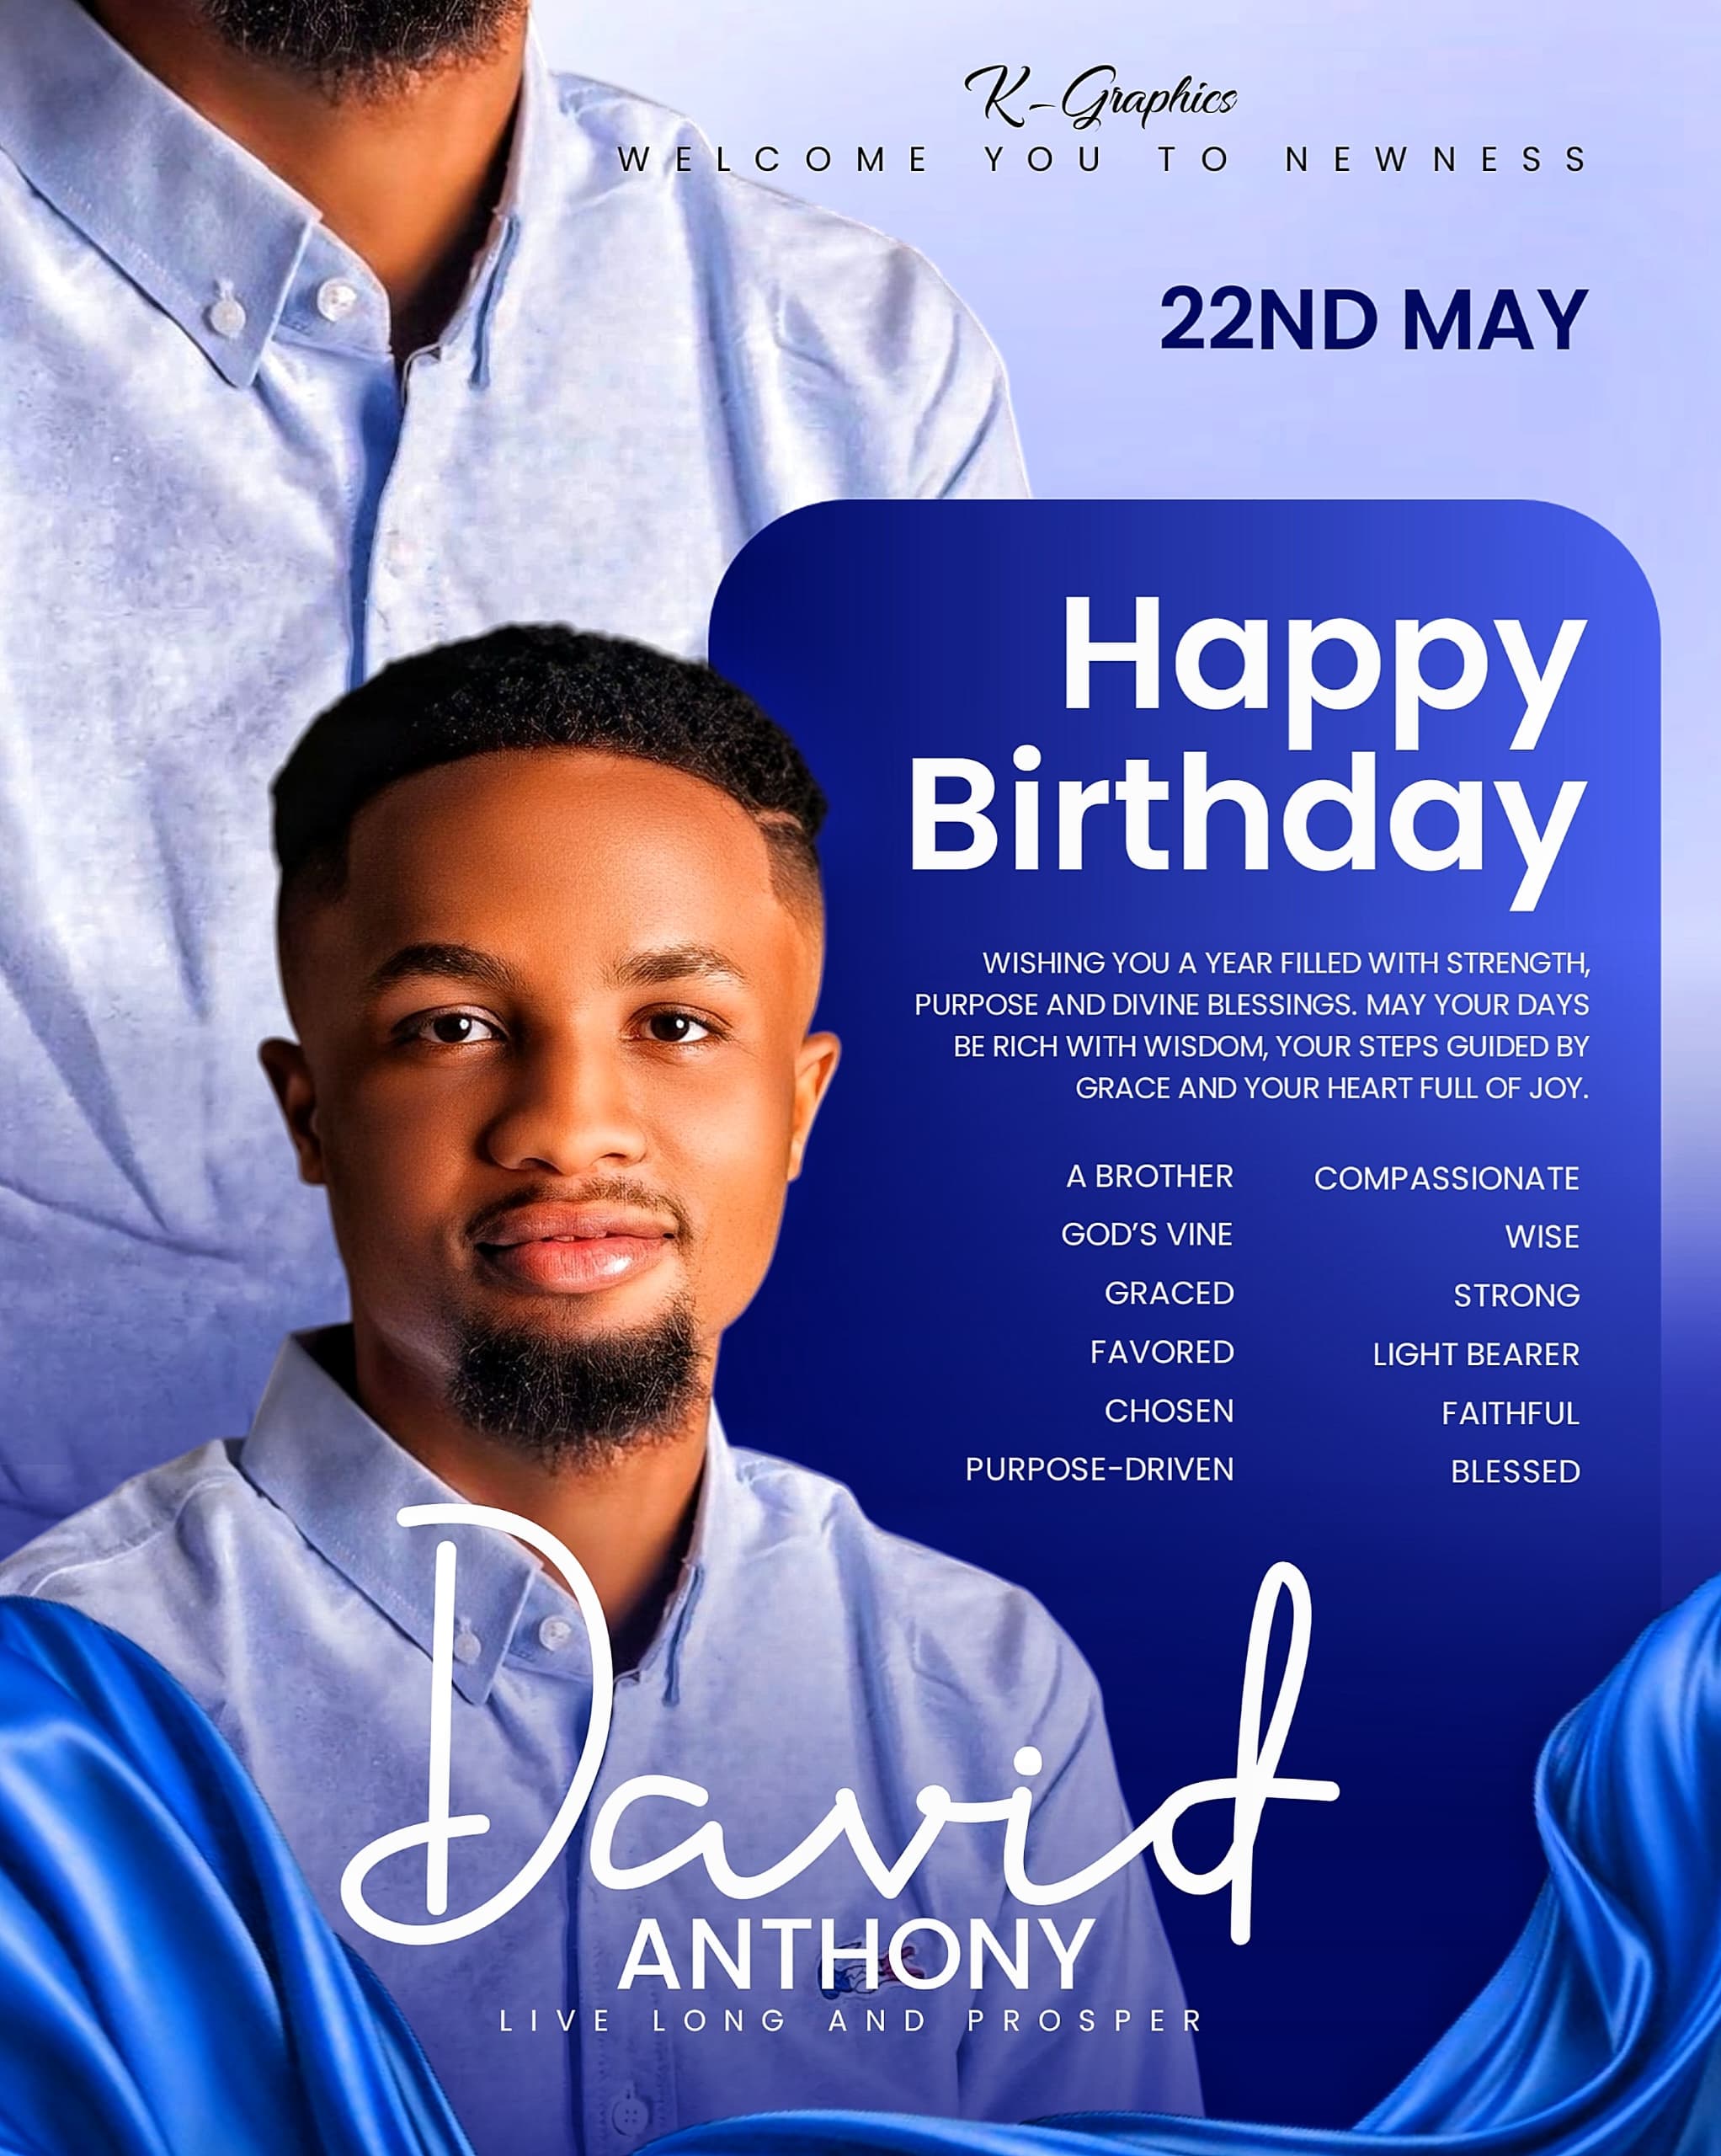 K-Graphics
WELCOME YOU TO NEWNESS
22ND MAY
Happy
Birthday
WISHING YOU A YEAR FILLED WITH STRENGTH,
PURPOSE AND DIVINE BLESSINGS. MAY YOUR DAYS
BE RICH WITH WISDOM, YOUR STEPS GUIDED BY
GRACE AND YOUR HEART FULL OF JOY.
A BROTHER
GOD'S VINE
GRACED
FAVORED
CHOSEN
PURPOSE-DRIVEN
COMPASSIONATE
WISE
STRONG
LIGHT BEARER
FAITHFUL
BLESSED
David
ANTHONY
LIVE LONG AND PROSPER